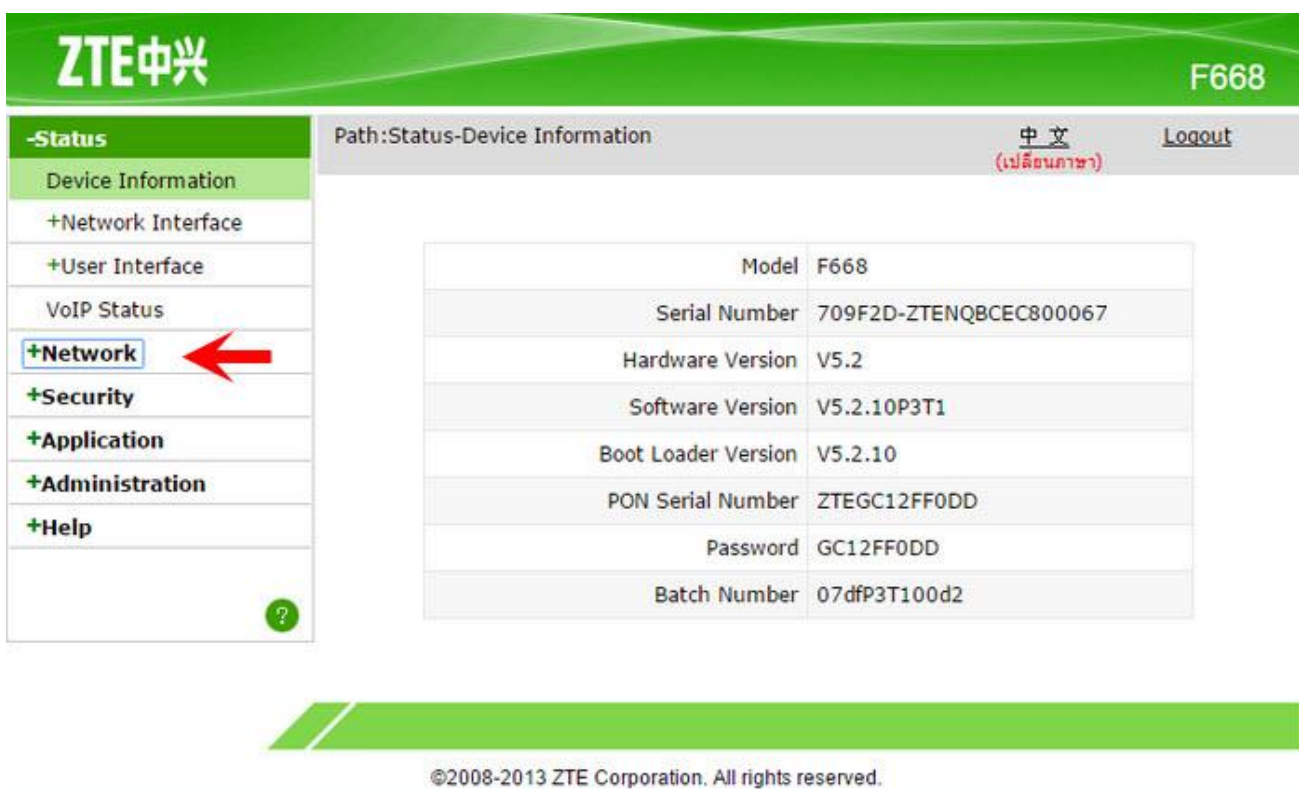 ZTE中兴
F668
-Status
Path:Status-Device Information
中文
Logout
(เปลี่ยนภาษา)
Device Information
+Network Interface
+User Interface
VoIP Status
+Network
+Security
+Application
+Administration
+Help
?
Model F668
Serial Number 709F2D-ZTENQBCEC800067
Hardware Version V5.2
Software Version V5.2.10P3T1
Boot Loader Version V5.2.10
PON Serial Number ZTEGC12FF0DD
Password GC12FF0DD
Batch Number 07dfP3T100d2
©2008-2013 ZTE Corporation. All rights reserved.